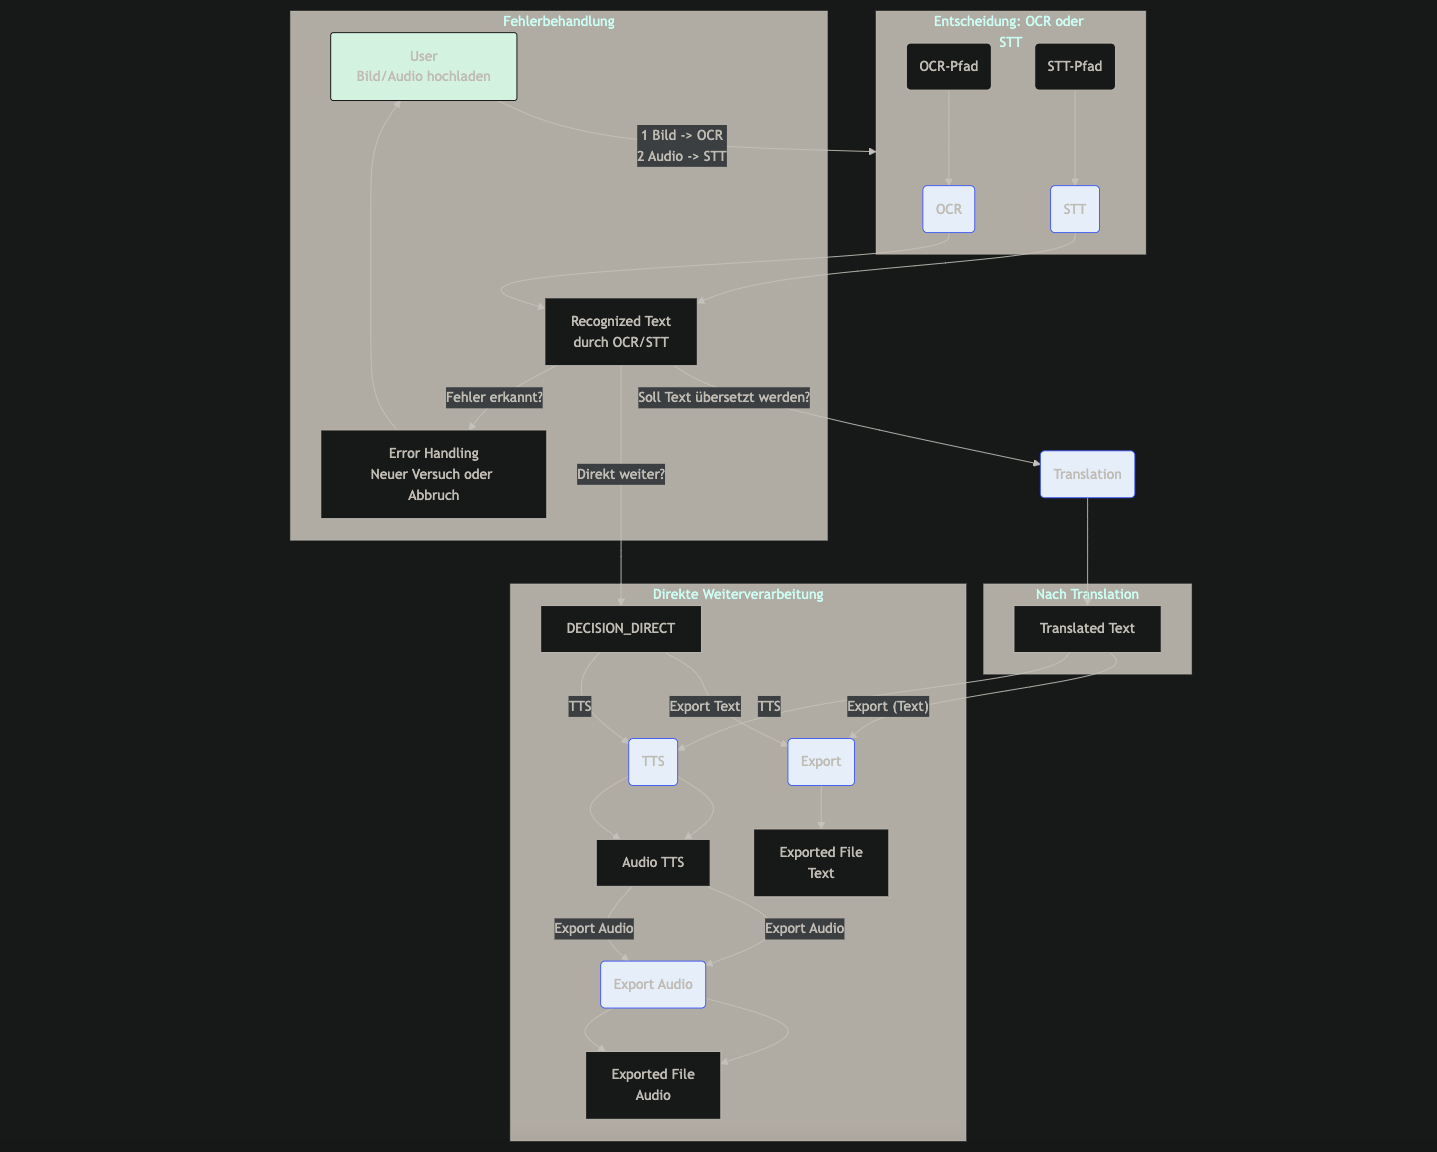 Fehlerbehandlung
User
Bild/Audio hochladen
Entscheidung: OCR oder
STT
OCR-Pfad
STT-Pfad
1 Bild -> OCR
2 Audio -> STT
OCR
STT
Recognized Text
durch OCR/STT
Fehler erkannt?
Soll Text übersetzt werden?
Error Handling
Neuer Versuch oder
Abbruch
Direkt weiter?
Translation
Direkte Weiterverarbeitung
Nach Translation
DECISION_DIRECT
Translated Text
TTS
Export Text
TTS
Export (Text)
TTS
Export
Audio TTS
Exported File
Text
Export Audio
Export Audio
Export Audio
Exported File
Audio